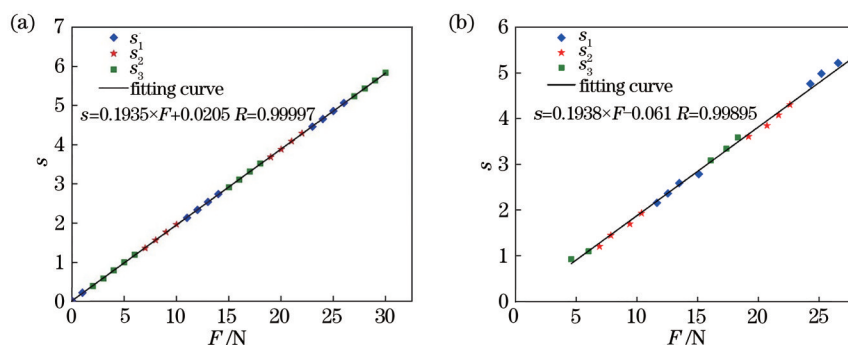 (a)
7
6
5
4
3
2
1
0
s
s1
s2
s3
fitting curve
s=0.1935×F+0.0205 R=0.99997
0 5 10 15 20 25 30
F/N
(b)
6
5
4
3
2
1
0
s
s1
s2
s3
fitting curve
s=0.1938×F−0.061 R=0.99895
0 5 10 15 20 25
F/N